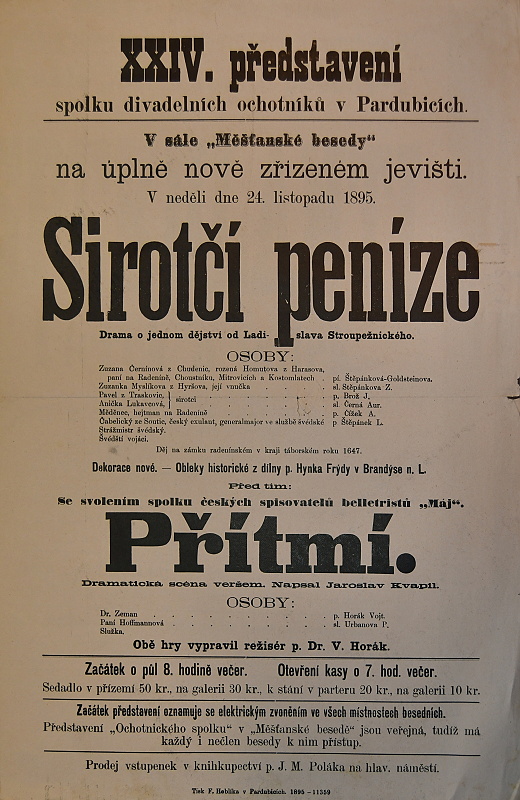 XXIV. představení
spolku divadelních ochotníků v Pardubicích.
V sále „Měšťanské besedy“
na úplně nově zřízeném jevišti.
V neděli dne 24. listopadu 1895.
Sirotčí peníze
Drama o jednom dějství od Ladislava Stroupežnického.
OSOBY:
Zuzana Černínova z Chudenic, rozená Homutova z Harasova,
paní na Radeníně, Choustníku, Mitrovicích a Kostomlatech . pí. Štěpánková-Goldsteinova.
Zuzanka Myslikova z Hyršova, její vnučka . . . . . sl. Štěpánkova Z.
Pavel z Traskovic, } sirotci . . . . . p. Brož J.
Anička Lukavcová, } . . . . . sl. Černá Aur.
Měděnec, hejtman na Radeníně . . . . . p. Čížek A.
Čabelický ze Soutic, český exulant, generalmajor ve službě švédské p Štěpánek L.
Strážmistr švédský.
Švédští vojáci.
Děj na zámku radenínském v kraji táborském roku 1647.
Dekorace nové. — Obleky historické z dílny p. Hynka Frýdy v Brandýse n. L.
Před tím:
Se svolením spolku českých spisovatelů belletristů „Máj“.
Přítmí.
Dramatická scéna veršem. Napsal Jaroslav Kvapil.
OSOBY:
Dr. Zeman . . . . . . . . p. Horák Vojt.
Paní Hoffmannová . . . . . . . . sl. Urbanova P.
Služka.
Obě hry vypravil režisér p. Dr. V. Horák.
Začátek o půl 8. hodině večer. Otevření kasy o 7. hod. večer.
Sedadlo v přízemí 50 kr., na galerii 30 kr., k stání v parteru 20 kr., na galerii 10 kr.
Začátek představení oznamuje se elektrickým zvoněním ve všech místnostech besedních.
Představení „Ochotnického spolku“ v „Měšťanské besedě“ jsou veřejná, tudíž má
každý i nečlen besedy k nim přístup.
Prodej vstupenek v knihkupectví p. J. M. Poláka na hlav. náměstí.
Tisk F. Hoblíka v Pardubicích. 1895 - 11359